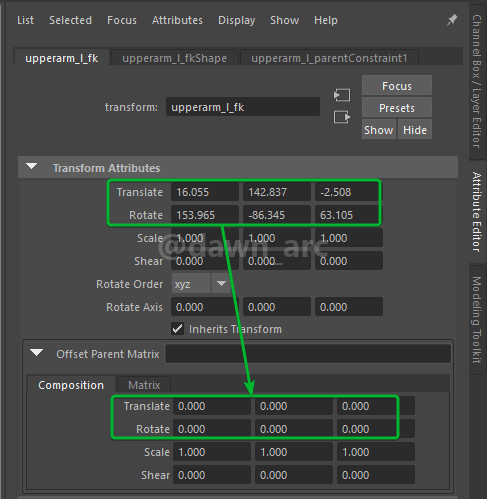 List Selected Focus Attributes Display Show Help
upperarm_l_fk upperarm_l_fkShape upperarm_l_parentConstraint1
Focus
transform: upperarm_l_fk
Presets
Show Hide
Transform Attributes
Translate 16.055 142.837 -2.508
Rotate 153.965 -86.345 63.105
Scale 1.000 1.000 1.000
@dawn_arc
Shear 0.000 0.000 0.000
Rotate Order xyz
Rotate Axis 0.000 0.000 0.000
Inherits Transform
Offset Parent Matrix
Composition Matrix
Translate 0.000 0.000 0.000
Rotate 0.000 0.000 0.000
Scale 1.000 1.000 1.000
Shear 0.000 0.000 0.000
Channel Box / Layer Editor
Attribute Editor
Modeling Toolkit